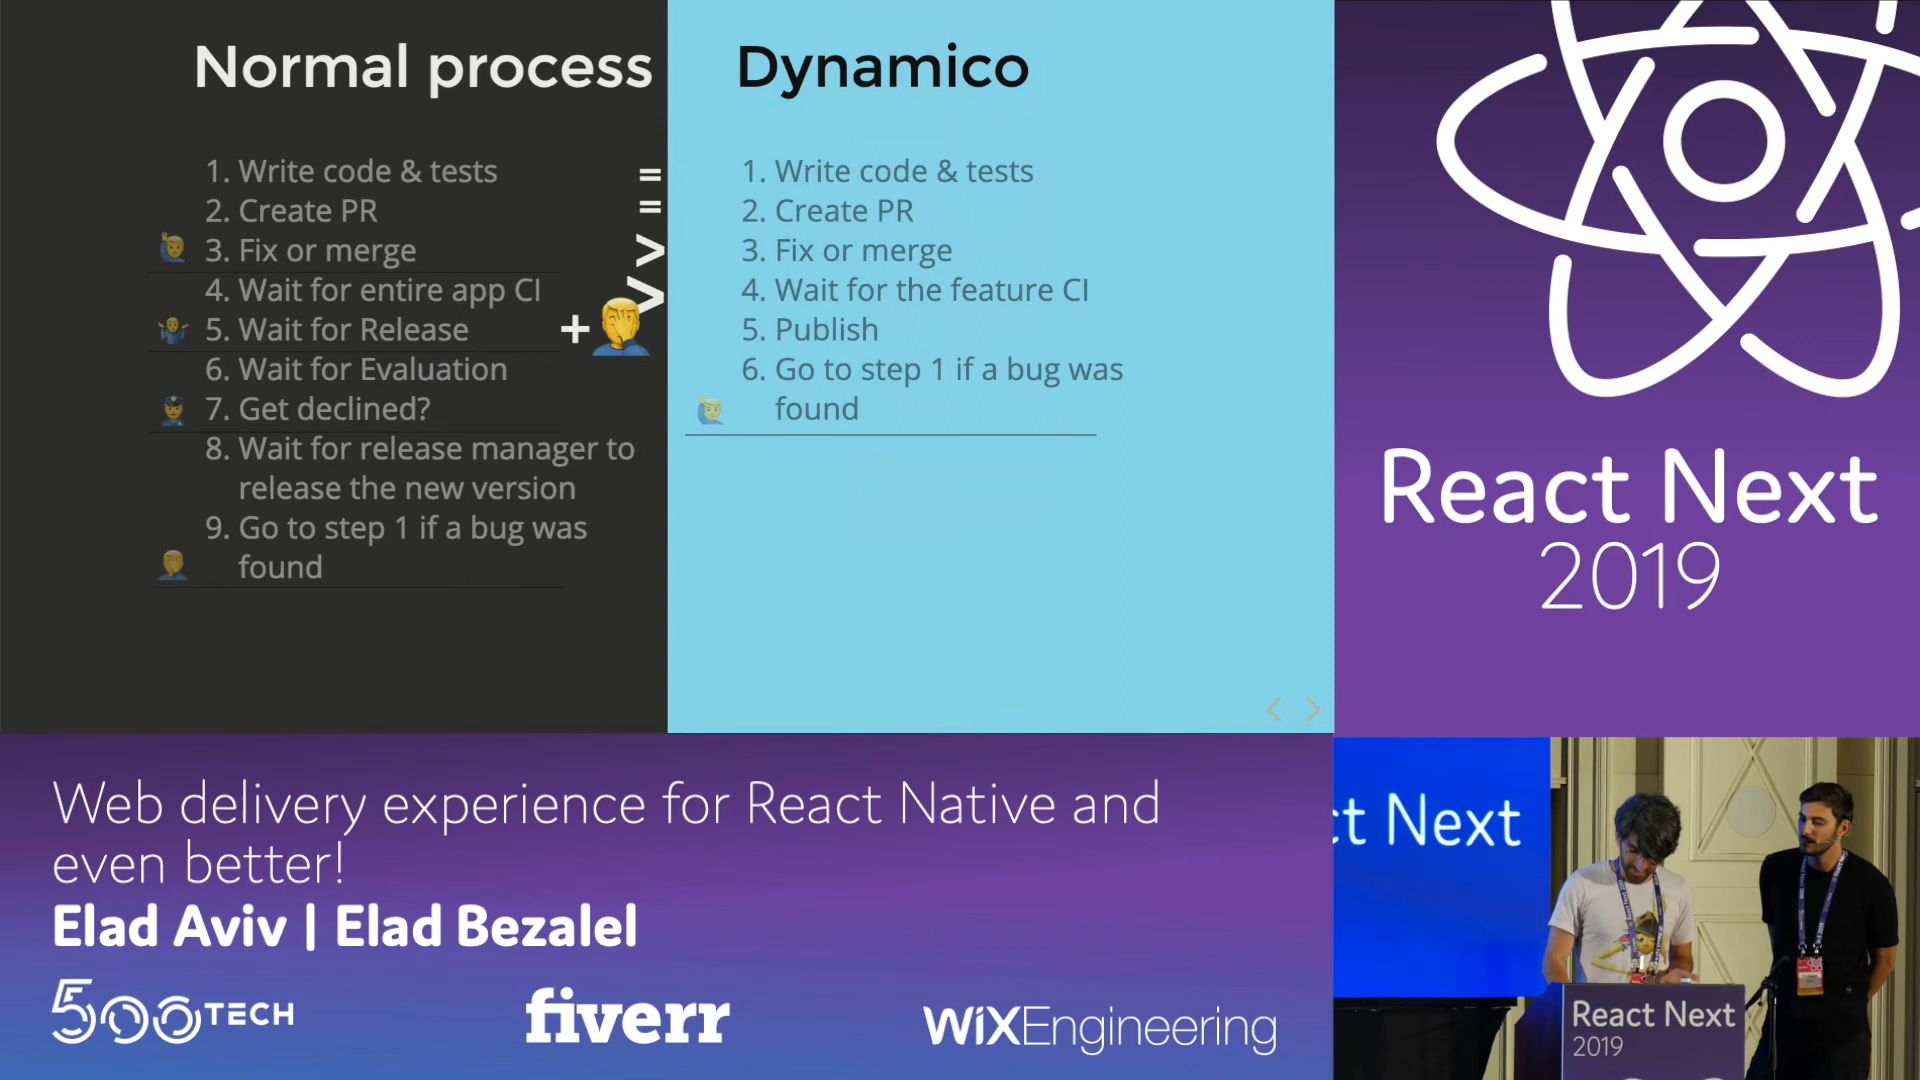 Normal process
1. Write code & tests
2. Create PR
3. Fix or merge
4. Wait for entire app CI
5. Wait for Release
6. Wait for Evaluation
7. Get declined?
8. Wait for release manager to
release the new version
9. Go to step 1 if a bug was
found
=
=
>
>
+
Dynamico
1. Write code & tests
2. Create PR
3. Fix or merge
4. Wait for the feature CI
5. Publish
6. Go to step 1 if a bug was
found
< >
React Next
2019
Web delivery experience for React Native and
even better!
Elad Aviv | Elad Bezalel
500TECH
fiverr
WiXEngineering
ct Next
React Next
2019